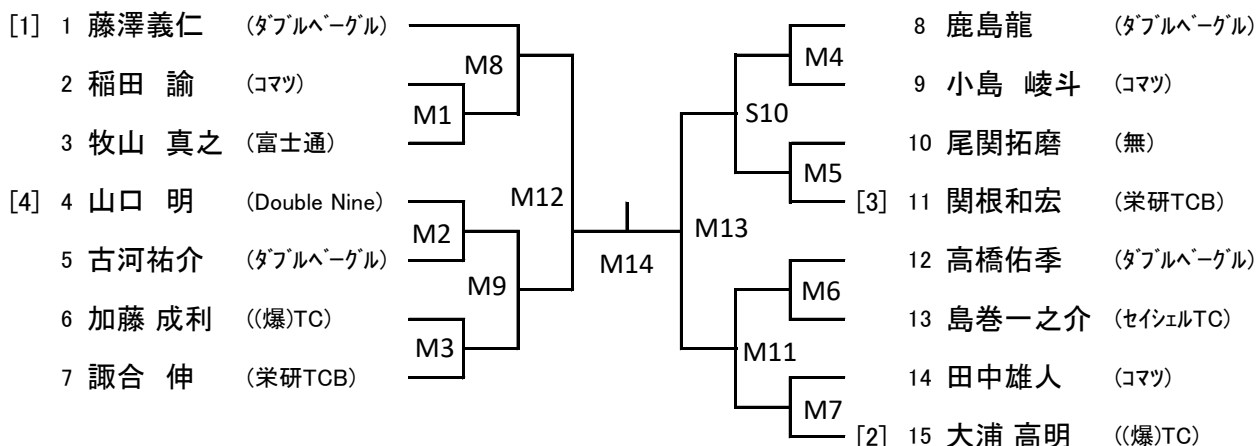 [1] 1 藤澤義仁 (ﾀﾞﾌﾞﾙﾍﾞｰｸﾞﾙ)
2 稲田 諭 (ｺﾏﾂ)
3 牧山 真之 (富士通)
[4] 4 山口 明 (Double Nine)
5 古河祐介 (ﾀﾞﾌﾞﾙﾍﾞｰｸﾞﾙ)
6 加藤 成利 ((爆)TC)
7 諏合 伸 (栄研TCB)
M8
M1
M12
M2
M9
M3
M14
M4
S10
M5
M13
M6
M11
M7
8 鹿島龍 (ﾀﾞﾌﾞﾙﾍﾞｰｸﾞﾙ)
9 小島 崚斗 (ｺﾏﾂ)
10 尾関拓磨 (無)
[3] 11 関根和宏 (栄研TCB)
12 高橋佑季 (ﾀﾞﾌﾞﾙﾍﾞｰｸﾞﾙ)
13 島巻一之介 (ｾｲｼｪﾙTC)
14 田中雄人 (ｺﾏﾂ)
[2] 15 大浦 高明 ((爆)TC)